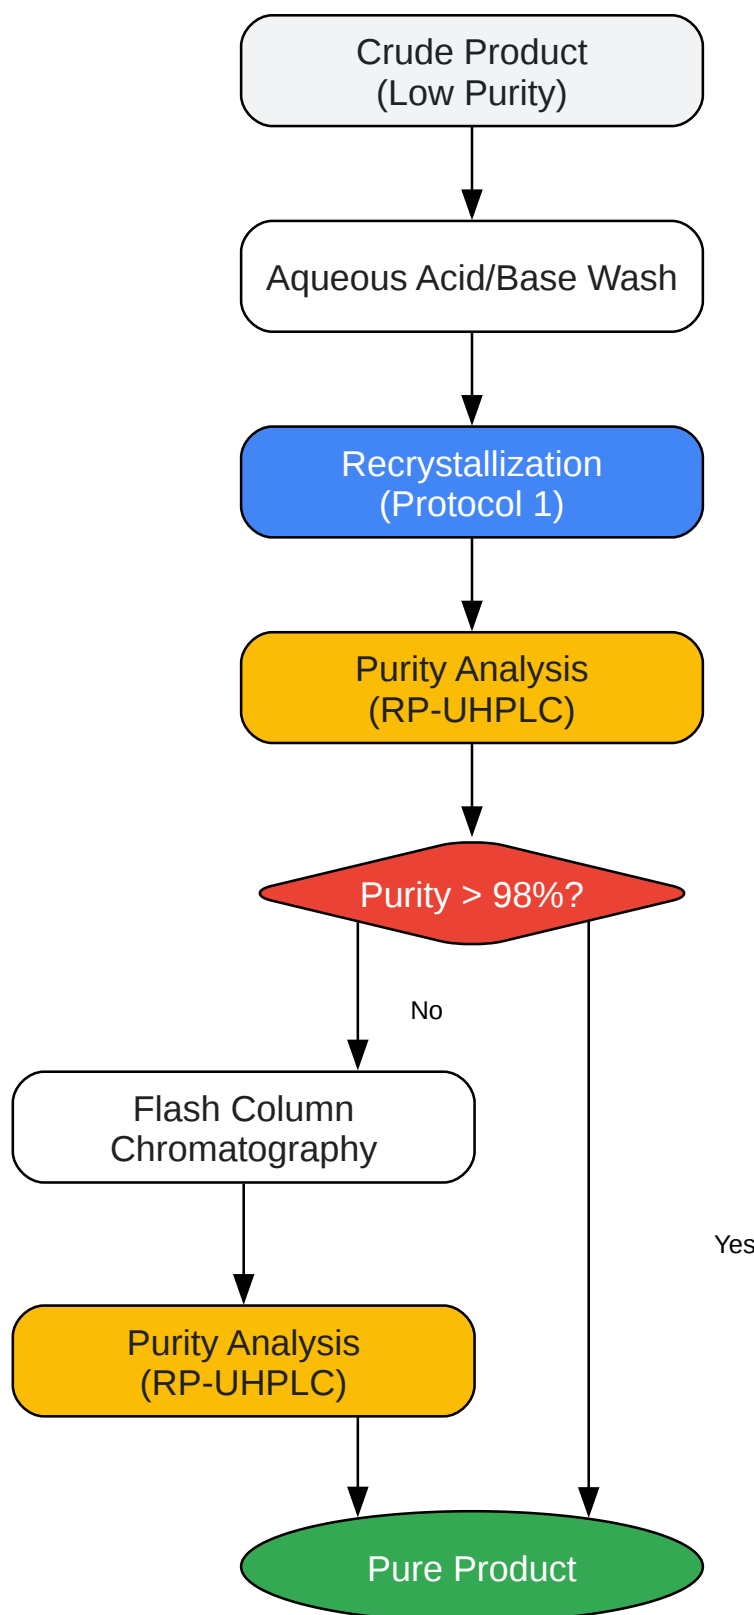 Crude Product
(Low Purity)
Aqueous Acid/Base Wash
Recrystallization
(Protocol 1)
Purity Analysis
(RP-UHPLC)
Purity > 98%?
No
Flash Column
Chromatography
Yes
Purity Analysis
(RP-UHPLC)
Pure Product